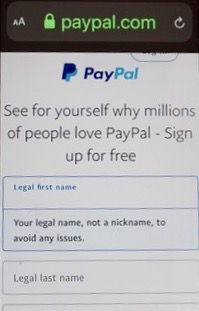 AA paypal.com
PayPal
See for yourself why millions
of people love PayPal - Sign
up for free
Legal first name
Your legal name, not a nickname, to
avoid any issues.
Legal last name